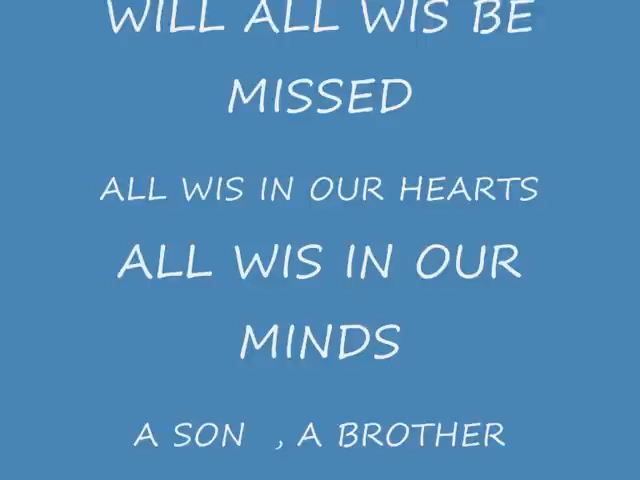 WILL ALL WIS BE
MISSED
ALL WIS IN OUR HEARTS
ALL WIS IN OUR
MINDS
A SON , A BROTHER